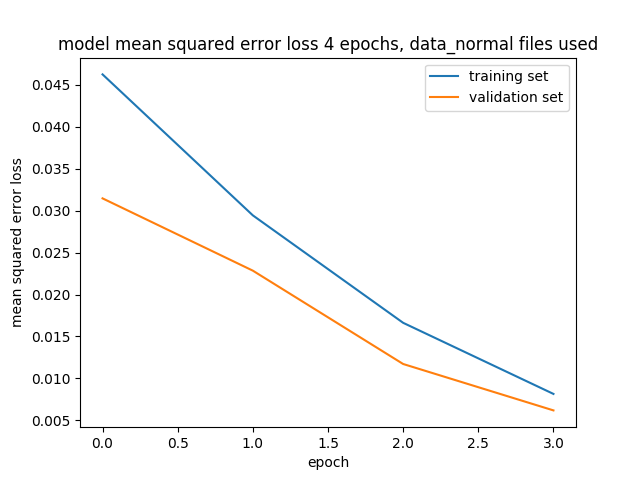 model mean squared error loss 4 epochs, data_normal files used
training set
validation set
mean squared error loss
0.045
0.040
0.035
0.030
0.025
0.020
0.015
0.010
0.005
0.0 0.5 1.0 1.5 2.0 2.5 3.0
epoch